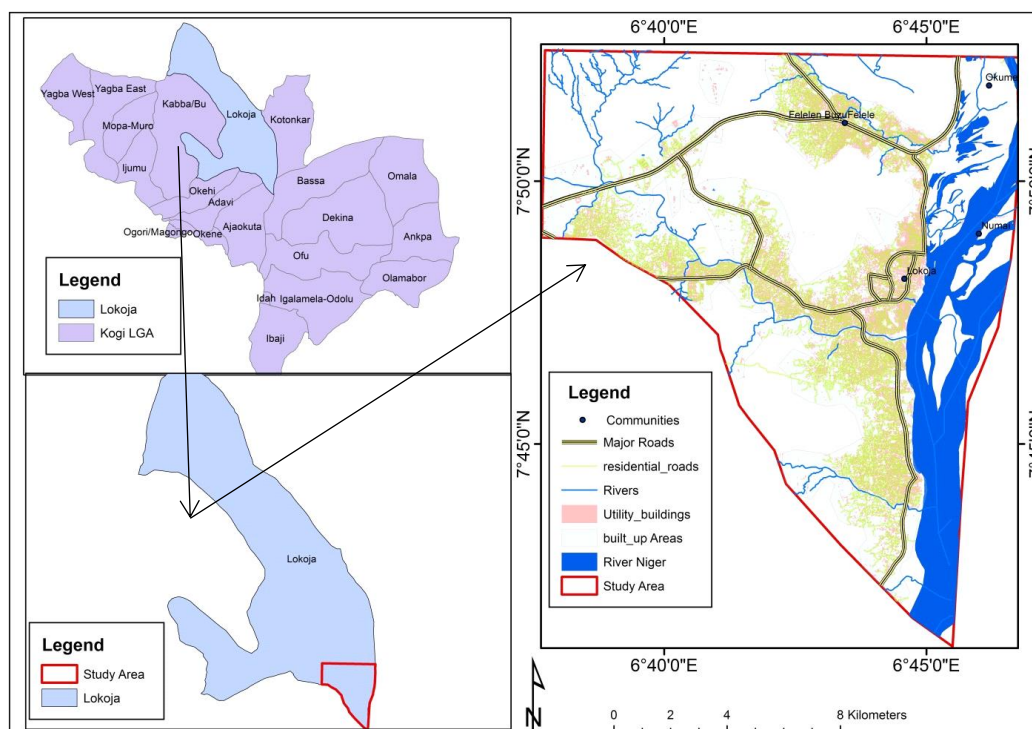 Yagba West
Yagba East
Kabba/Bu
Lokoja
Kotonkar
Mopa-Muro
Ijumu
Okehi
Adavi
Bassa
Omala
Ogori/Magongo
Okene
Ajaokuta
Dekina
Ankpa
Ofu
Olamabor
Idah
Igalamela-Odolu
Ibaji
Legend
Lokoja
Kogi LGA
Lokoja
Legend
Study Area
Lokoja
6°40'0"E
6°45'0"E
7°50'0"N
7°45'0"N
Okume
Felele
Numai
Lokoja
Legend
Communities
Major Roads
residential_roads
Rivers
Utility_buildings
built_up Areas
River Niger
Study Area
6°40'0"E
6°45'0"E
N
0 2 4 8 Kilometers